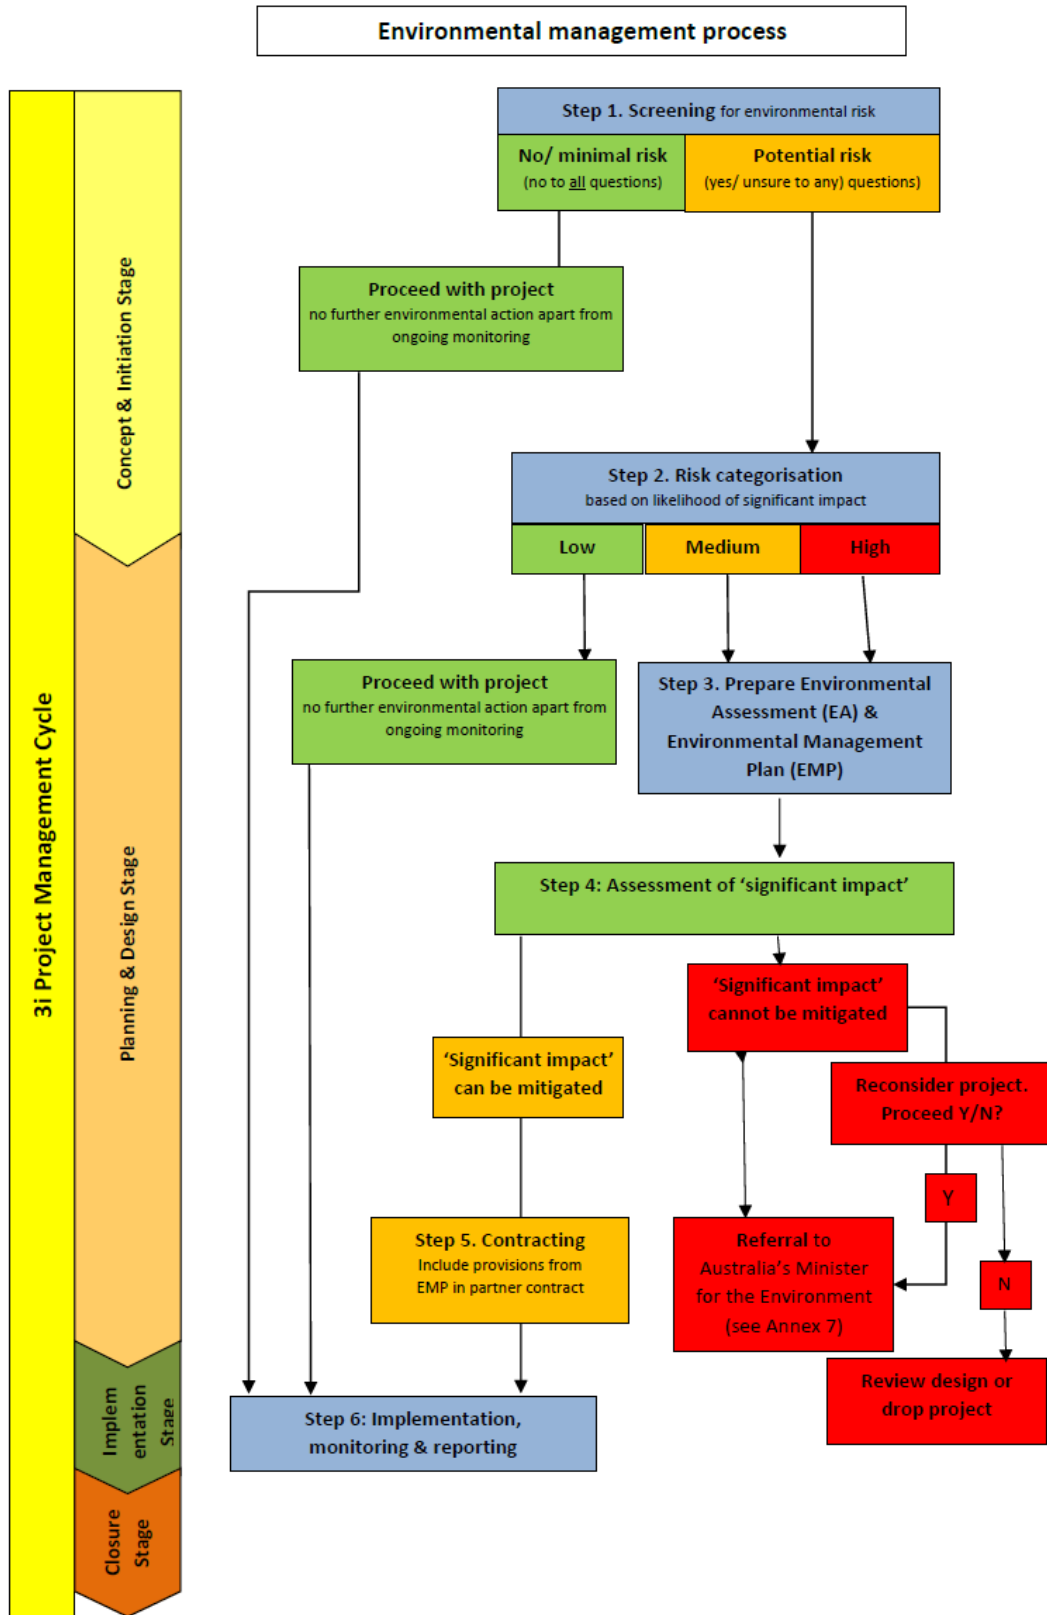 Environmental management process
Step 1. Screening for environmental risk
No/ minimal risk
(no to all questions)
Potential risk
(yes/ unsure to any) questions)
Proceed with project
no further environmental action apart from
ongoing monitoring
Step 2. Risk categorisation
based on likelihood of significant impact
Low
Medium
High
Proceed with project
no further environmental action apart from
ongoing monitoring
Step 3. Prepare Environmental
Assessment (EA) &
Environmental Management
Plan (EMP)
Step 4: Assessment of ‘significant impact’
‘Significant impact’
cannot be mitigated
‘Significant impact’
can be mitigated
Reconsider project.
Proceed Y/N?
Y
N
Step 5. Contracting
Include provisions from
EMP in partner contract
Referral to
Australia’s Minister
for the Environment
(see Annex 7)
Review design or
drop project
Step 6: Implementation,
monitoring & reporting
3i Project Management Cycle
Concept & Initiation Stage
Planning & Design Stage
Implem
entation
Stage
Closure
Stage